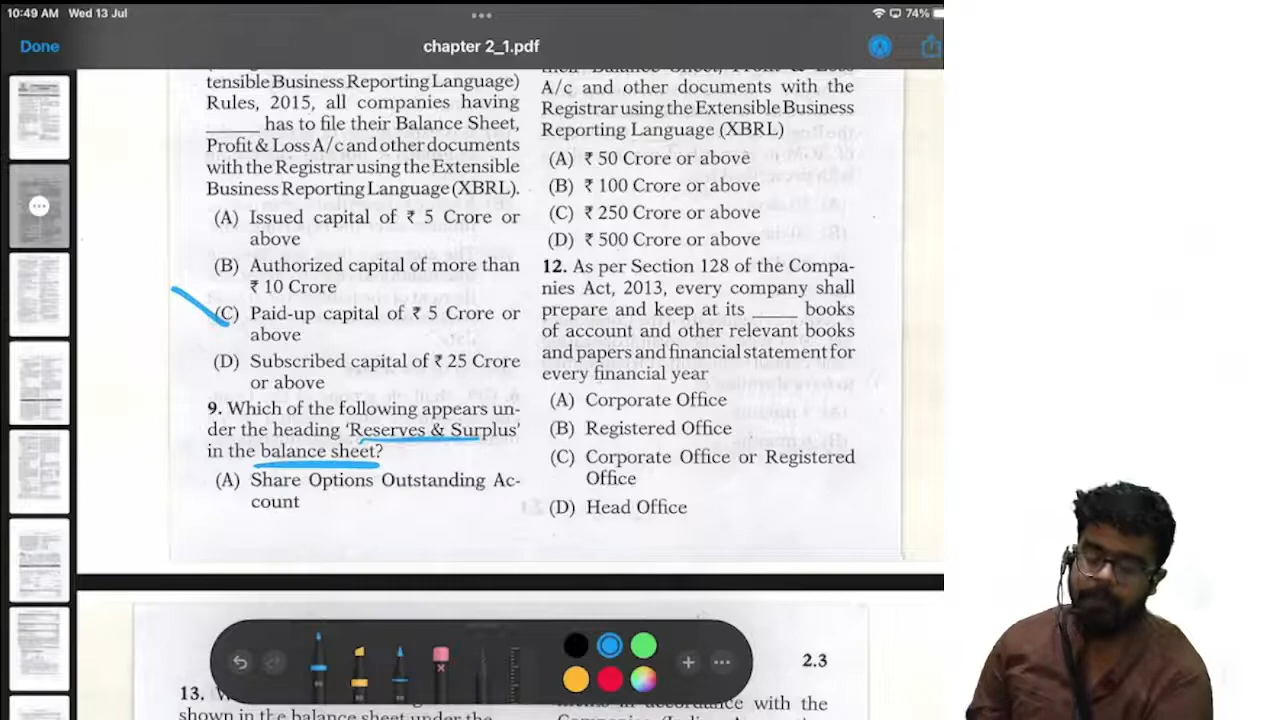 10:49 AM Wed 13 Jul
74%
Done
chapter 2_1.pdf
tensible Business Reporting Language)
Rules, 2015, all companies having
_____ has to file their Balance Sheet,
Profit & Loss A/c and other documents
with the Registrar using the Extensible
Business Reporting Language (XBRL).
(A) Issued capital of ₹ 5 Crore or
above
(B) Authorized capital of more than
₹ 10 Crore
(C) Paid-up capital of ₹ 5 Crore or
above
(D) Subscribed capital of ₹ 25 Crore
or above
9. Which of the following appears un-
der the heading 'Reserves & Surplus'
in the balance sheet?
(A) Share Options Outstanding Ac-
count
their Balance Sheet, Profit & Loss
A/c and other documents with the
Registrar using the Extensible Business
Reporting Language (XBRL)
(A) ₹ 50 Crore or above
(B) ₹ 100 Crore or above
(C) ₹ 250 Crore or above
(D) ₹ 500 Crore or above
12. As per Section 128 of the Compa-
nies Act, 2013, every company shall
prepare and keep at its _____ books
of account and other relevant books
and papers and financial statement for
every financial year
(A) Corporate Office
(B) Registered Office
(C) Corporate Office or Registered
Office
(D) Head Office
2.3
13.
shown in the balance sheet under the
accordance with the